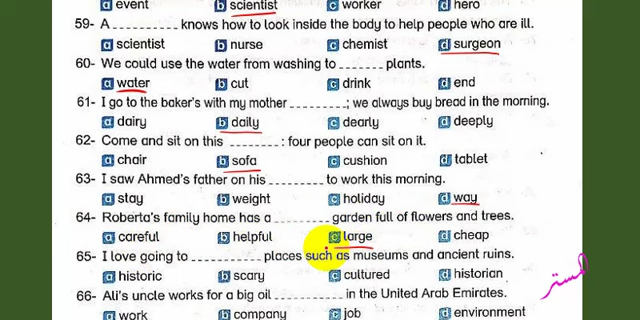 a event b scientist c worker d hero
59- A __________ knows how to look inside the body to help people who are ill.
a scientist b nurse c chemist d surgeon
60- We could use the water from washing to _______ plants.
a water b cut c drink d end
61- I go to the baker's with my mother ________; we always buy bread in the morning.
a dairy b daily c dearly d deeply
62- Come and sit on this ________: four people can sit on it.
a chair b sofa c cushion d tablet
63- I saw Ahmed's father on his ________ to work this morning.
a stay b weight c holiday d way
64- Roberta's family home has a ________ garden full of flowers and trees.
a careful b helpful c large d cheap
65- I love going to __________ places such as museums and ancient ruins.
a historic b scary c cultured d historian
66- Ali's uncle works for a big oil __________ in the United Arab Emirates.
a work b company c job d environment